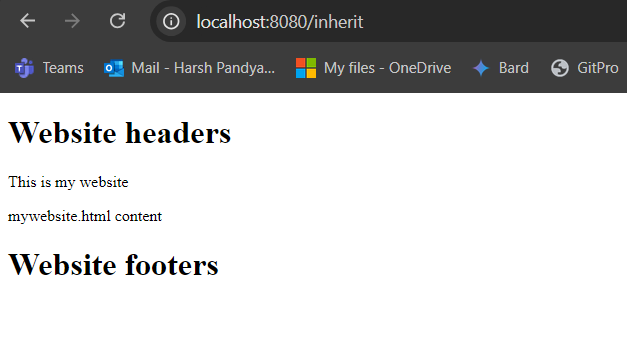 localhost:8080/inherit
Teams Mail - Harsh Pandya... My files - OneDrive Bard GitPro
Website headers
This is my website
mywebsite.html content
Website footers